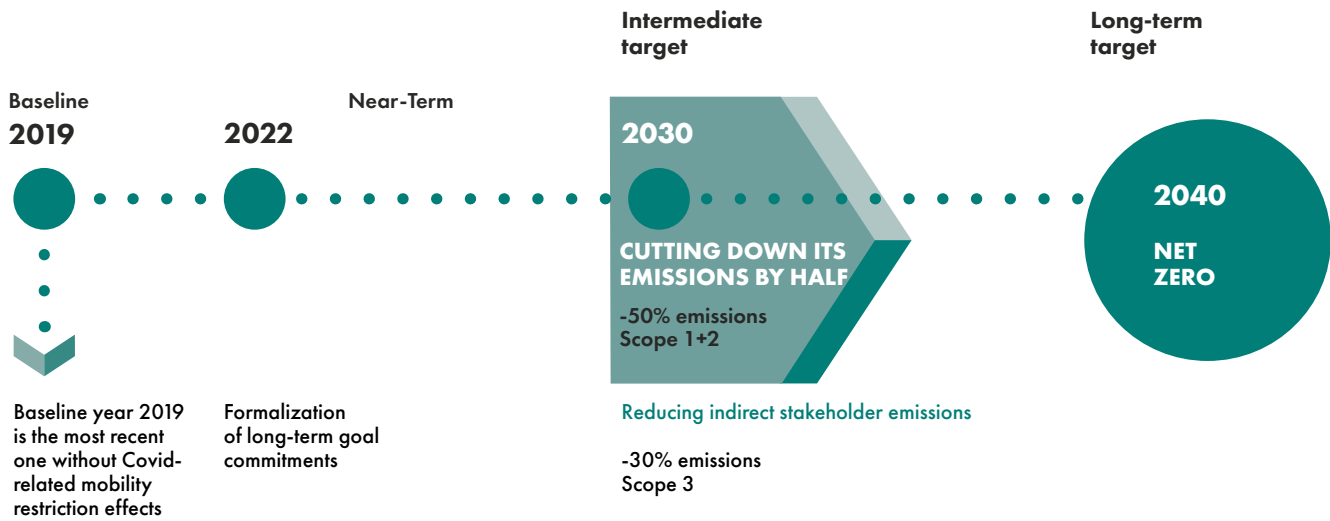 Intermediate
target
Long-term
target
Baseline
2019
2022
Near-Term
2030
CUTTING DOWN ITS
EMISSIONS BY HALF
-50% emissions
Scope 1+2
2040
NET
ZERO
Baseline year 2019
is the most recent
one without Covid-
related mobility
restriction effects
Formalization
of long-term goal
commitments
Reducing indirect stakeholder emissions
-30% emissions
Scope 3